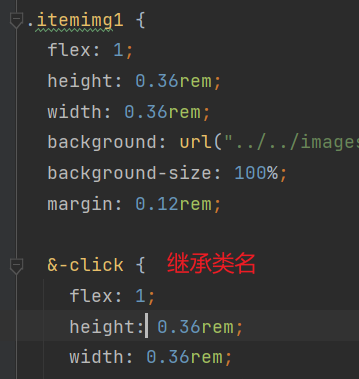 .itemimg1 {
flex: 1;
height: 0.36rem;
width: 0.36rem;
background: url("../../images
background-size: 100%;
margin: 0.12rem;
&-click { 继承类名
flex: 1;
height: 0.36rem;
width: 0.36rem;